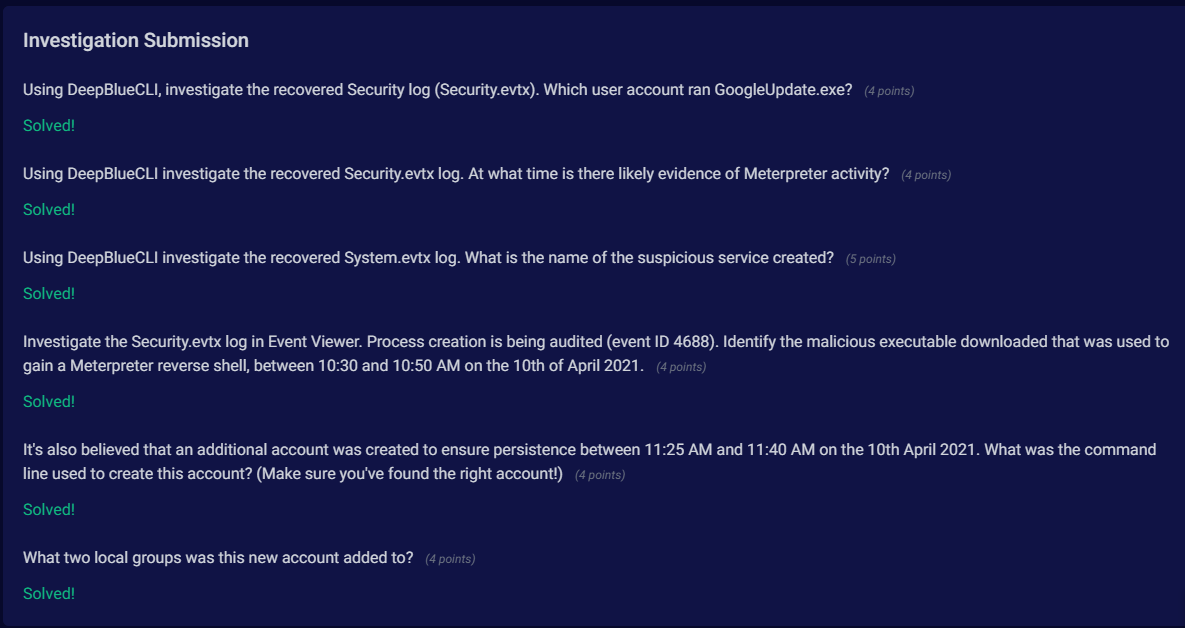 Investigation Submission
Using DeepBlueCLI, investigate the recovered Security log (Security.evtx). Which user account ran GoogleUpdate.exe? (4 points)
Solved!
Using DeepBlueCLI investigate the recovered Security.evtx log. At what time is there likely evidence of Meterpreter activity? (4 points)
Solved!
Using DeepBlueCLI investigate the recovered System.evtx log. What is the name of the suspicious service created? (5 points)
Solved!
Investigate the Security.evtx log in Event Viewer. Process creation is being audited (event ID 4688). Identify the malicious executable downloaded that was used to
gain a Meterpreter reverse shell, between 10:30 and 10:50 AM on the 10th of April 2021. (4 points)
Solved!
It's also believed that an additional account was created to ensure persistence between 11:25 AM and 11:40 AM on the 10th April 2021. What was the command
line used to create this account? (Make sure you've found the right account!) (4 points)
Solved!
What two local groups was this new account added to? (4 points)
Solved!